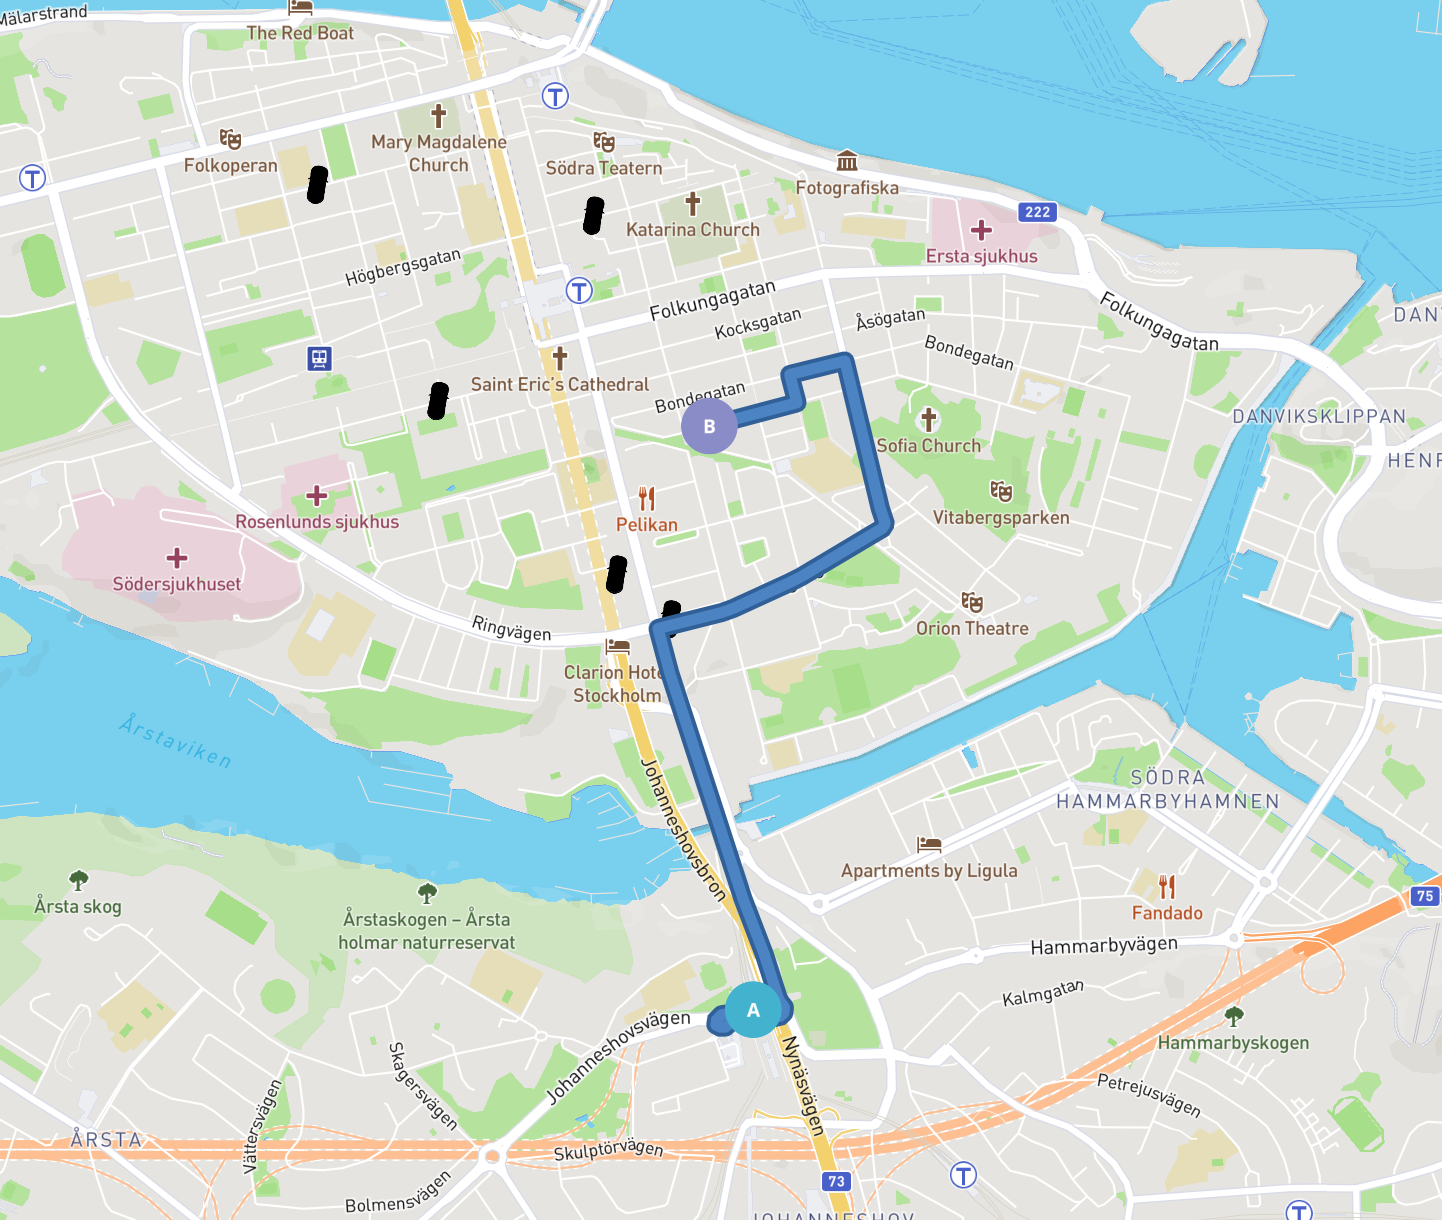 Mälarstrand
The Red Boat
Mary Magdalene
Church
Folkoperan
Södra Teatern
Fotografiska
Katarina Church
222
Ersta sjukhus
Högbergsgatan
Folkungagatan
Folkungagatan
DAN
Kocksgatan
Åsögatan
Bondegatan
Saint Eric's Cathedral
Bondegatan
B
DANVIKSKLIPPAN
Sofia Church
HENR
Rosenlunds sjukhus
Pelikan
Vitabergsparken
Södersjukhuset
Ringvägen
Orion Theatre
Clarion Hote
Stockholm
Årstaviken
Johanneshovsbron
SÖDRA
HAMMARBYHAMNEN
Apartments by Ligula
75
Årsta skog
Fandado
Årstaskogen – Årsta
holmar naturreservat
Hammarbyvägen
Kalmgatan
A
Johanneshovsvägen
Hammarbyskogen
Skagersvägen
Nynäsvägen
Petrejusvägen
Vättersvägen
ÅRSTA
Skulptörvägen
73
Bolmensvägen
JOHANNESHOV
T
T
T
T
T